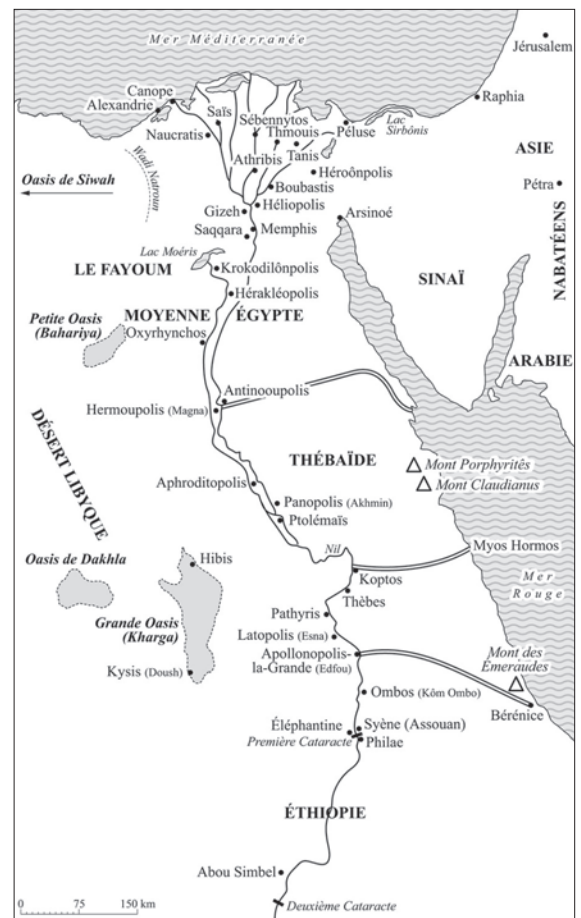 Mer Méditerranée
Jérusalem
Canope
Alexandrie
Raphia
Saïs
Sébennytos
Thmouis
Péluse
Lac
Sirbônis
Naucratis
Tanis
ASIE
Wadi Natroun
Athribis
Héroônpolis
Oasis de Siwah
Boubastis
Pétra
Gizeh
Héliopolis
Arsinoé
NABATÉENS
Saqqara
Memphis
Lac Moéris
LE FAYOUM
Krokodilônpolis
SINAÏ
Hérakléopolis
Petite Oasis
(Bahariya)
MOYENNE
ÉGYPTE
Oxyrhynchos
ARABIE
Antinooupolis
Hermoupolis (Magna)
DÉSERT LIBYQUE
THÉBAÏDE
Mont Porphyritês
Mont Claudianus
Aphroditopolis
Panopolis (Akhmin)
Ptolémaïs
Nil
Myos Hormos
Oasis de Dakhla
Hibis
Koptos
Mer
Rouge
Thèbes
Grande Oasis
(Kharga)
Pathyris
Latopolis (Esna)
Apollonopolis-
la-Grande (Edfou)
Mont des
Émeraudes
Kysis (Doush)
Ombos (Kôm Ombo)
Bérénice
Éléphantine
Syène (Assouan)
Première Cataracte
Philae
ÉTHIOPIE
Abou Simbel
0 75 150 km
Deuxième Cataracte